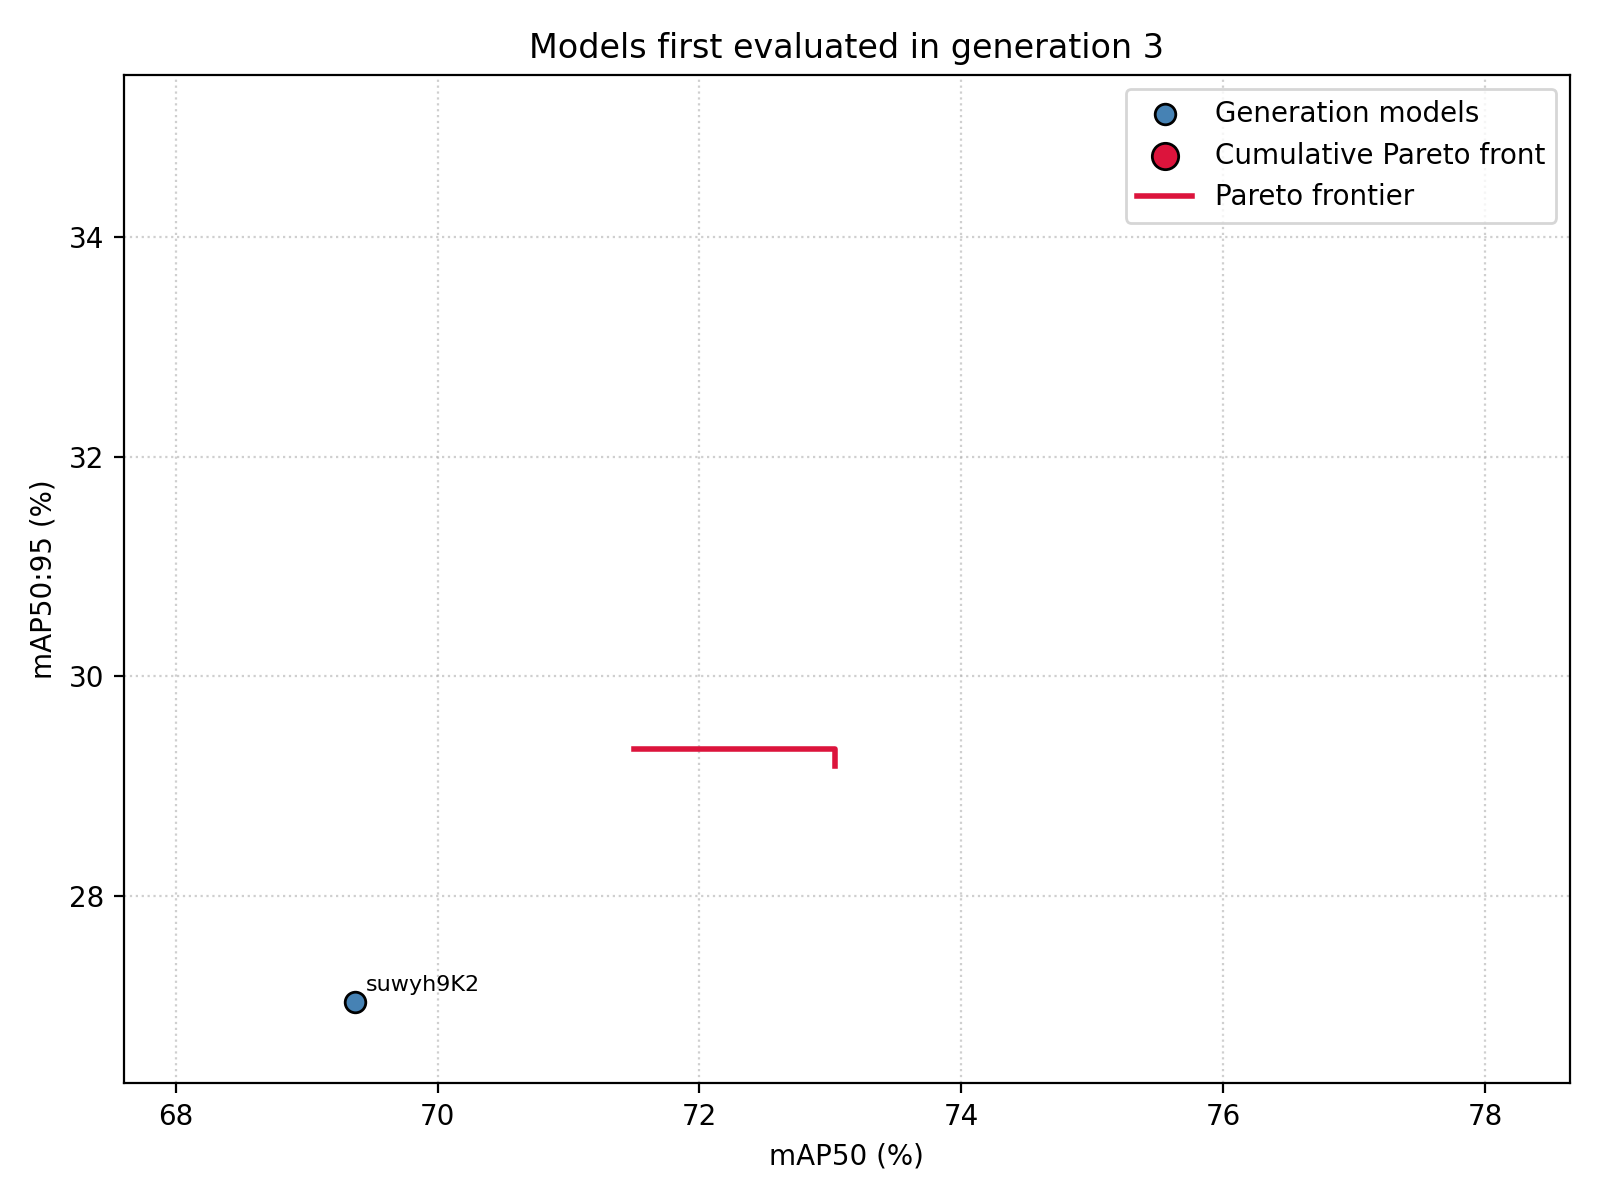 Models first evaluated in generation 3
Generation models
Cumulative Pareto front
Pareto frontier
34
32
30
28
mAP50:95 (%)
suwyh9K2
68 70 72 74 76 78
mAP50 (%)